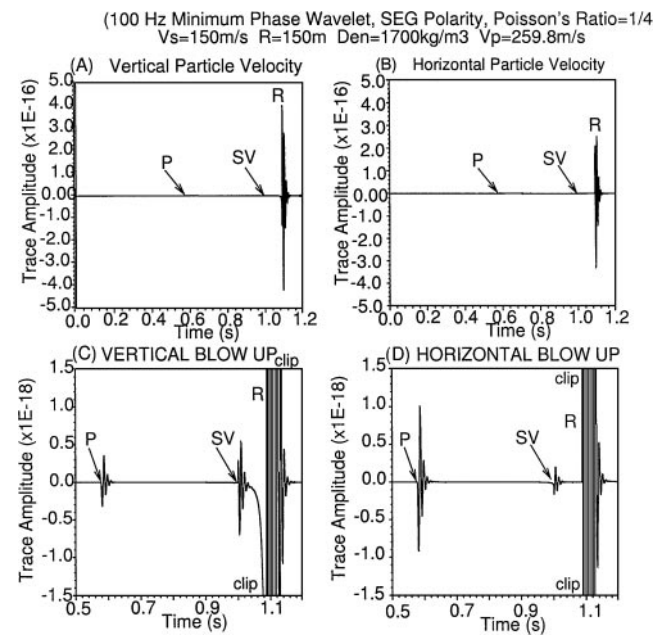 (100 Hz Minimum Phase Wavelet, SEG Polarity, Poisson's Ratio=1/4
Vs=150m/s R=150m Den=1700kg/m3 Vp=259.8m/s
(A) Vertical Particle Velocity
Trace Amplitude (x1E-16)
5.0
4.0
3.0
2.0
1.0
0.00
-1.0
-2.0
-3.0
-4.0
-5.0
P
SV
R
0.0 0.2 0.4 0.6 0.8 1.0 1.2
Time (s)
(B) Horizontal Particle Velocity
Trace Amplitude (x1E-16)
5.0
4.0
3.0
2.0
1.0
0.00
-1.0
-2.0
-3.0
-4.0
-5.0
P
SV
R
0.0 0.2 0.4 0.6 0.8 1.0 1.2
Time (s)
(C) VERTICAL BLOW UP
clip
Trace Amplitude (x1E-18)
1.5
1.0
0.5
0.0
-0.5
-1.0
-1.5
P
SV
R
clip
0.5 0.7 0.9 1.1
Time (s)
(D) HORIZONTAL BLOW UP
clip
Trace Amplitude (x1E-18)
1.5
1.0
0.5
0.0
-0.5
-1.0
-1.5
P
SV
R
clip
0.5 0.7 0.9 1.1
Time (s)